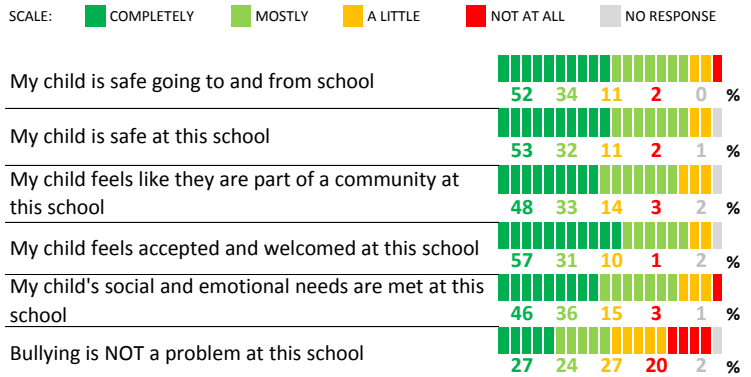 SCALE: COMPLETELY MOSTLY A LITTLE NOT AT ALL NO RESPONSE
My child is safe going to and from school
52 34 11 2 0 %
My child is safe at this school
53 32 11 2 1 %
My child feels like they are part of a community at
this school
48 33 14 3 2 %
My child feels accepted and welcomed at this school
57 31 10 1 2 %
My child's social and emotional needs are met at this
school
46 36 15 3 1 %
Bullying is NOT a problem at this school
27 24 27 20 2 %